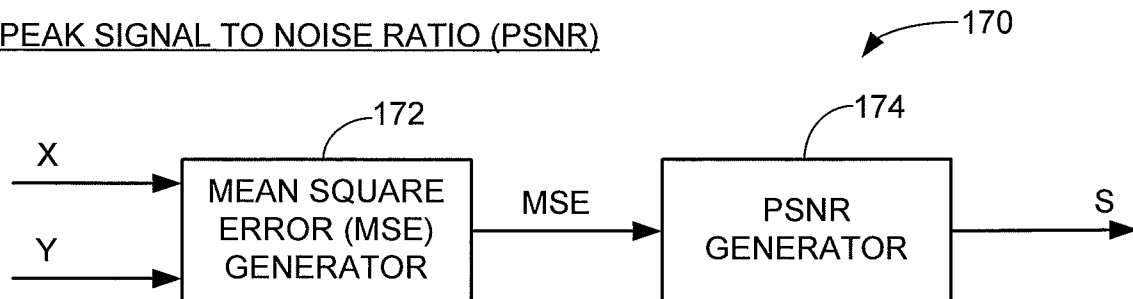 PEAK SIGNAL TO NOISE RATIO (PSNR)
170
172
174
X
Y
MEAN SQUARE
ERROR (MSE)
GENERATOR
MSE
PSNR
GENERATOR
S